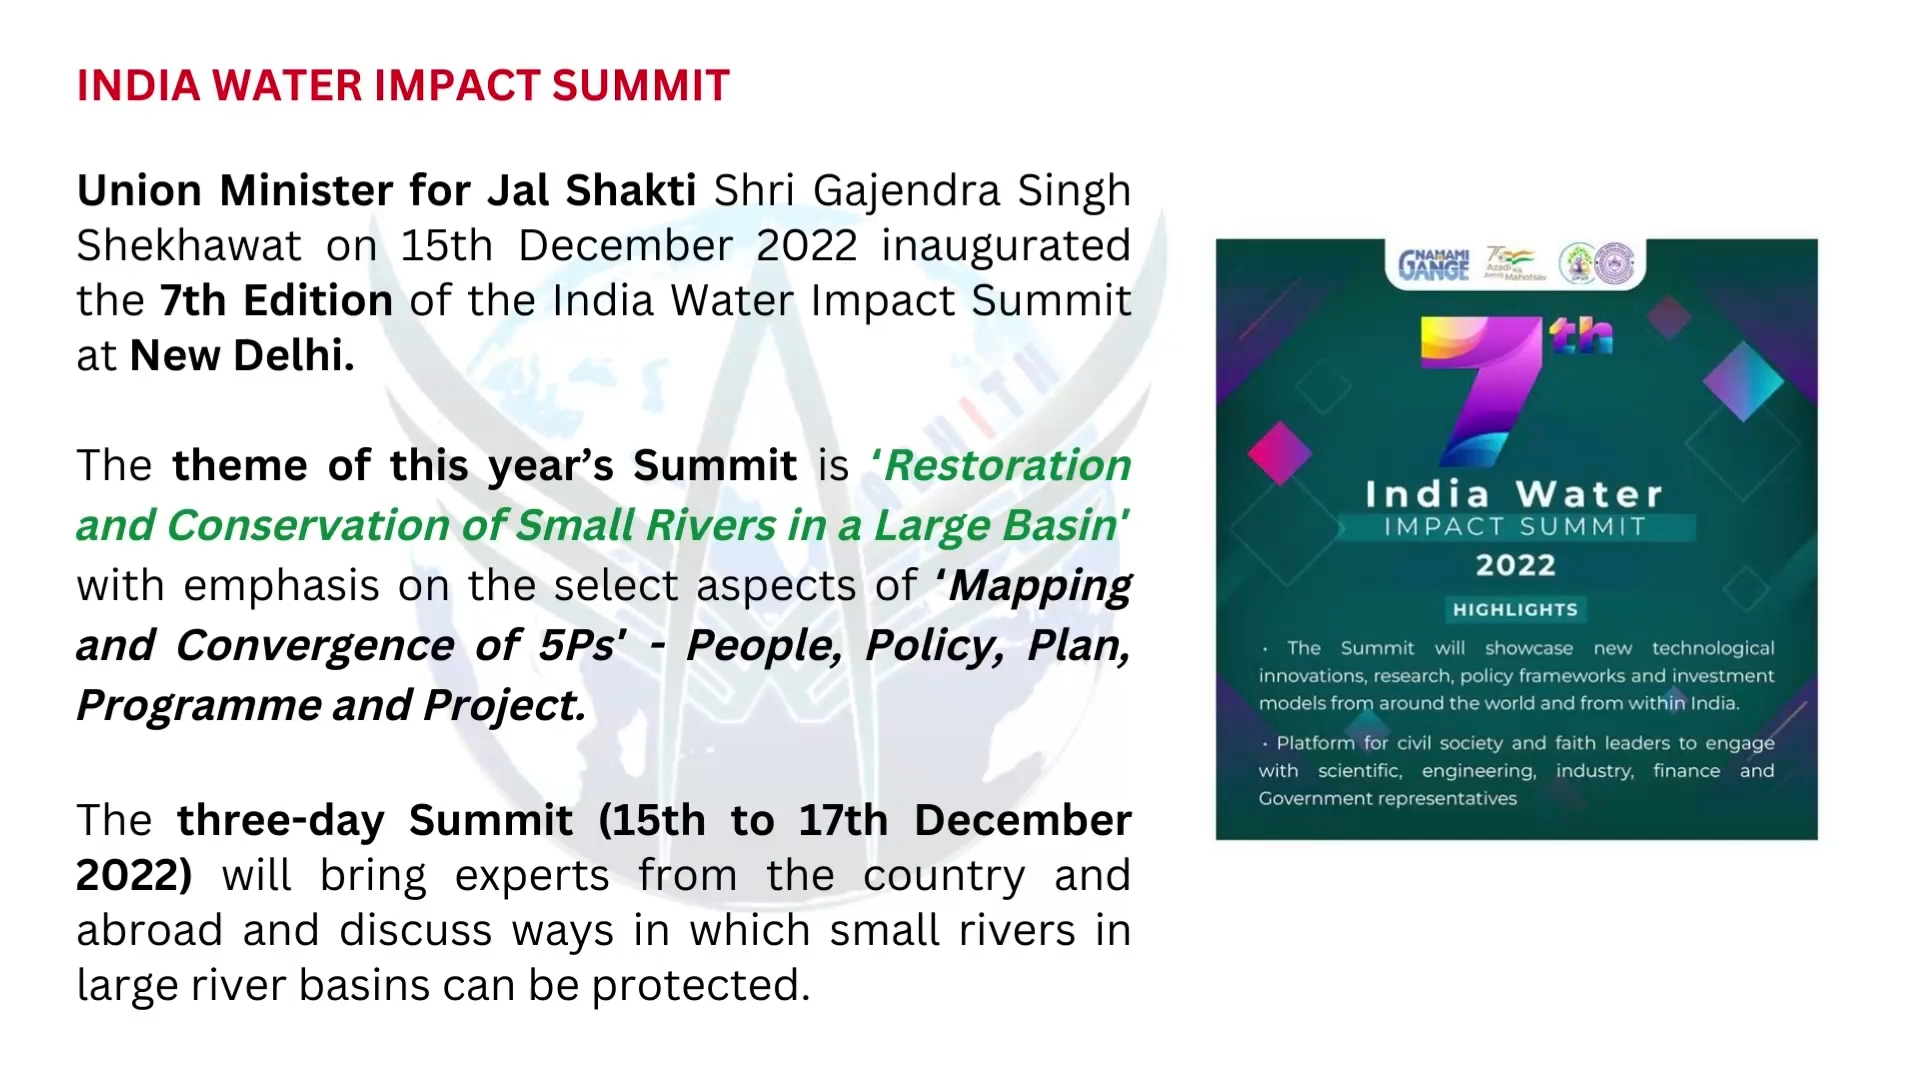 INDIA WATER IMPACT SUMMIT
Union Minister for Jal Shakti Shri Gajendra Singh
Shekhawat on 15th December 2022 inaugurated
the 7th Edition of the India Water Impact Summit
at New Delhi.
The theme of this year’s Summit is ‘Restoration
and Conservation of Small Rivers in a Large Basin'
with emphasis on the select aspects of ‘Mapping
and Convergence of 5Ps' - People, Policy, Plan,
Programme and Project.
The three-day Summit (15th to 17th December
2022) will bring experts from the country and
abroad and discuss ways in which small rivers in
large river basins can be protected.
NAMAMI
GANGE
75
Azadi Ka
Amrit Mahotsav
7th
India Water
IMPACT SUMMIT
2022
HIGHLIGHTS
· The Summit will showcase new technological
innovations, research, policy frameworks and investment
models from around the world and from within India.
· Platform for civil society and faith leaders to engage
with scientific, engineering, industry, finance and
Government representatives